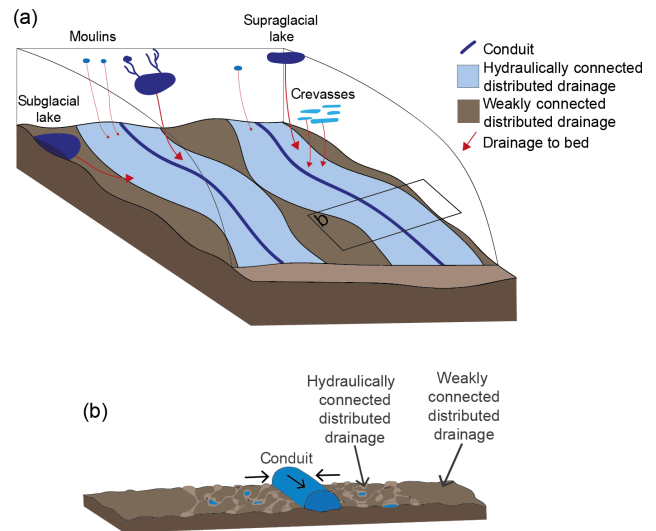 (a)
Moulins
Supraglacial
lake
Conduit
Hydraulically connected
distributed drainage
Weakly connected
distributed drainage
Drainage to bed
Crevasses
Subglacial
lake
b
(b)
Hydraulically
connected
distributed
drainage
Weakly
connected
distributed
drainage
Conduit